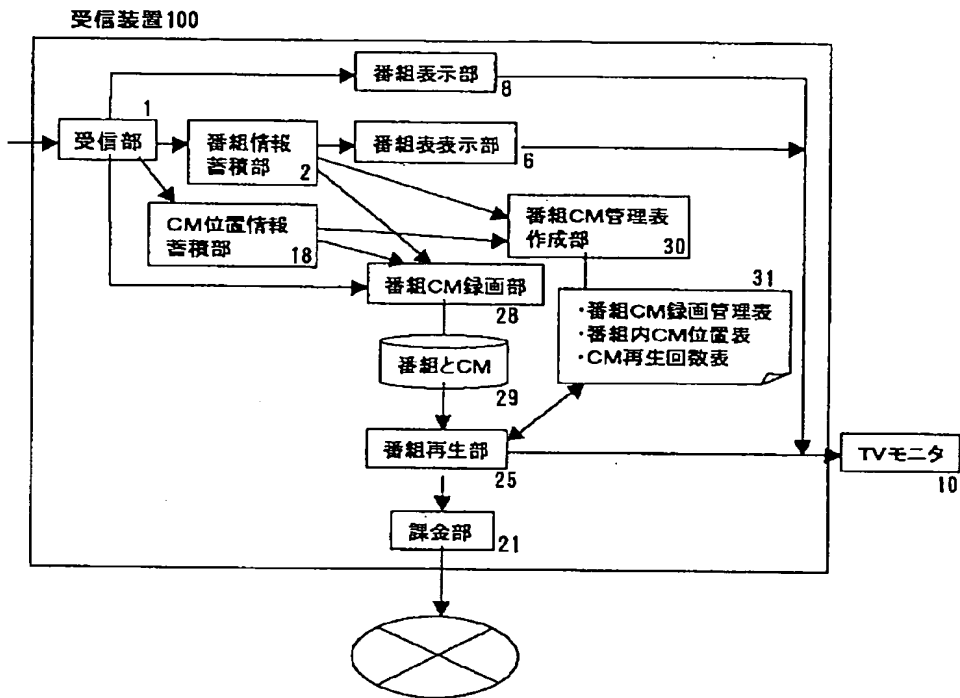 受信装置100
番組表示部
8
1
受信部
番組情報
蓄積部
2
番組表表示部
6
CM位置情報
蓄積部
18
番組CM管理表
作成部
30
番組CM録画部
28
31
・番組CM録画管理表
・番組内CM位置表
・CM再生回数表
番組とCM
29
番組再生部
25
TVモニタ
10
課金部
21